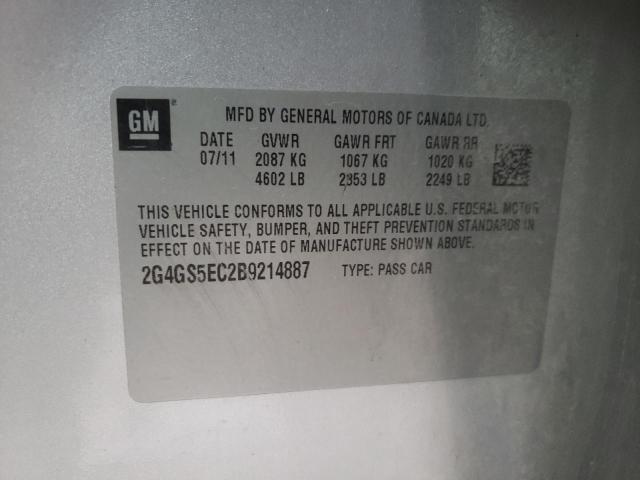 GM
MFD BY GENERAL MOTORS OF CANADA LTD.
DATE GVWR GAWR FRT GAWR RR
07/11 2087 KG 1067 KG 1020 KG
4602 LB 2353 LB 2249 LB
THIS VEHICLE CONFORMS TO ALL APPLICABLE U.S. FEDERAL MOTOR
VEHICLE SAFETY, BUMPER, AND THEFT PREVENTION STANDARDS IN
EFFECT ON THE DATE OF MANUFACTURE SHOWN ABOVE.
2G4GS5EC2B9214887 TYPE: PASS CAR